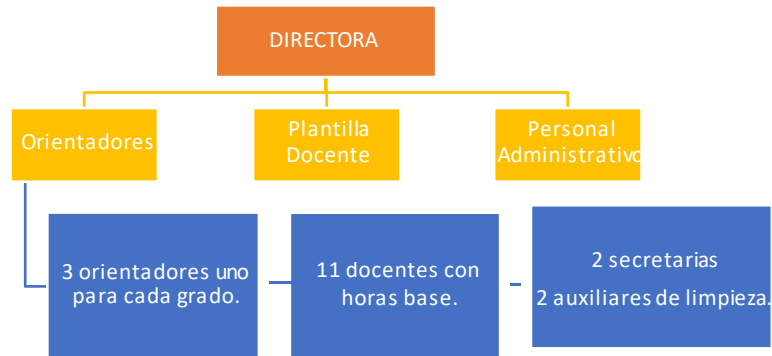 DIRECTORA
Orientadores
Plantilla
Docente
Personal
Administrativo
3 orientadores uno
para cada grado.
11 docentes con
horas base.
2 secretarias
2 auxiliares de limpieza.